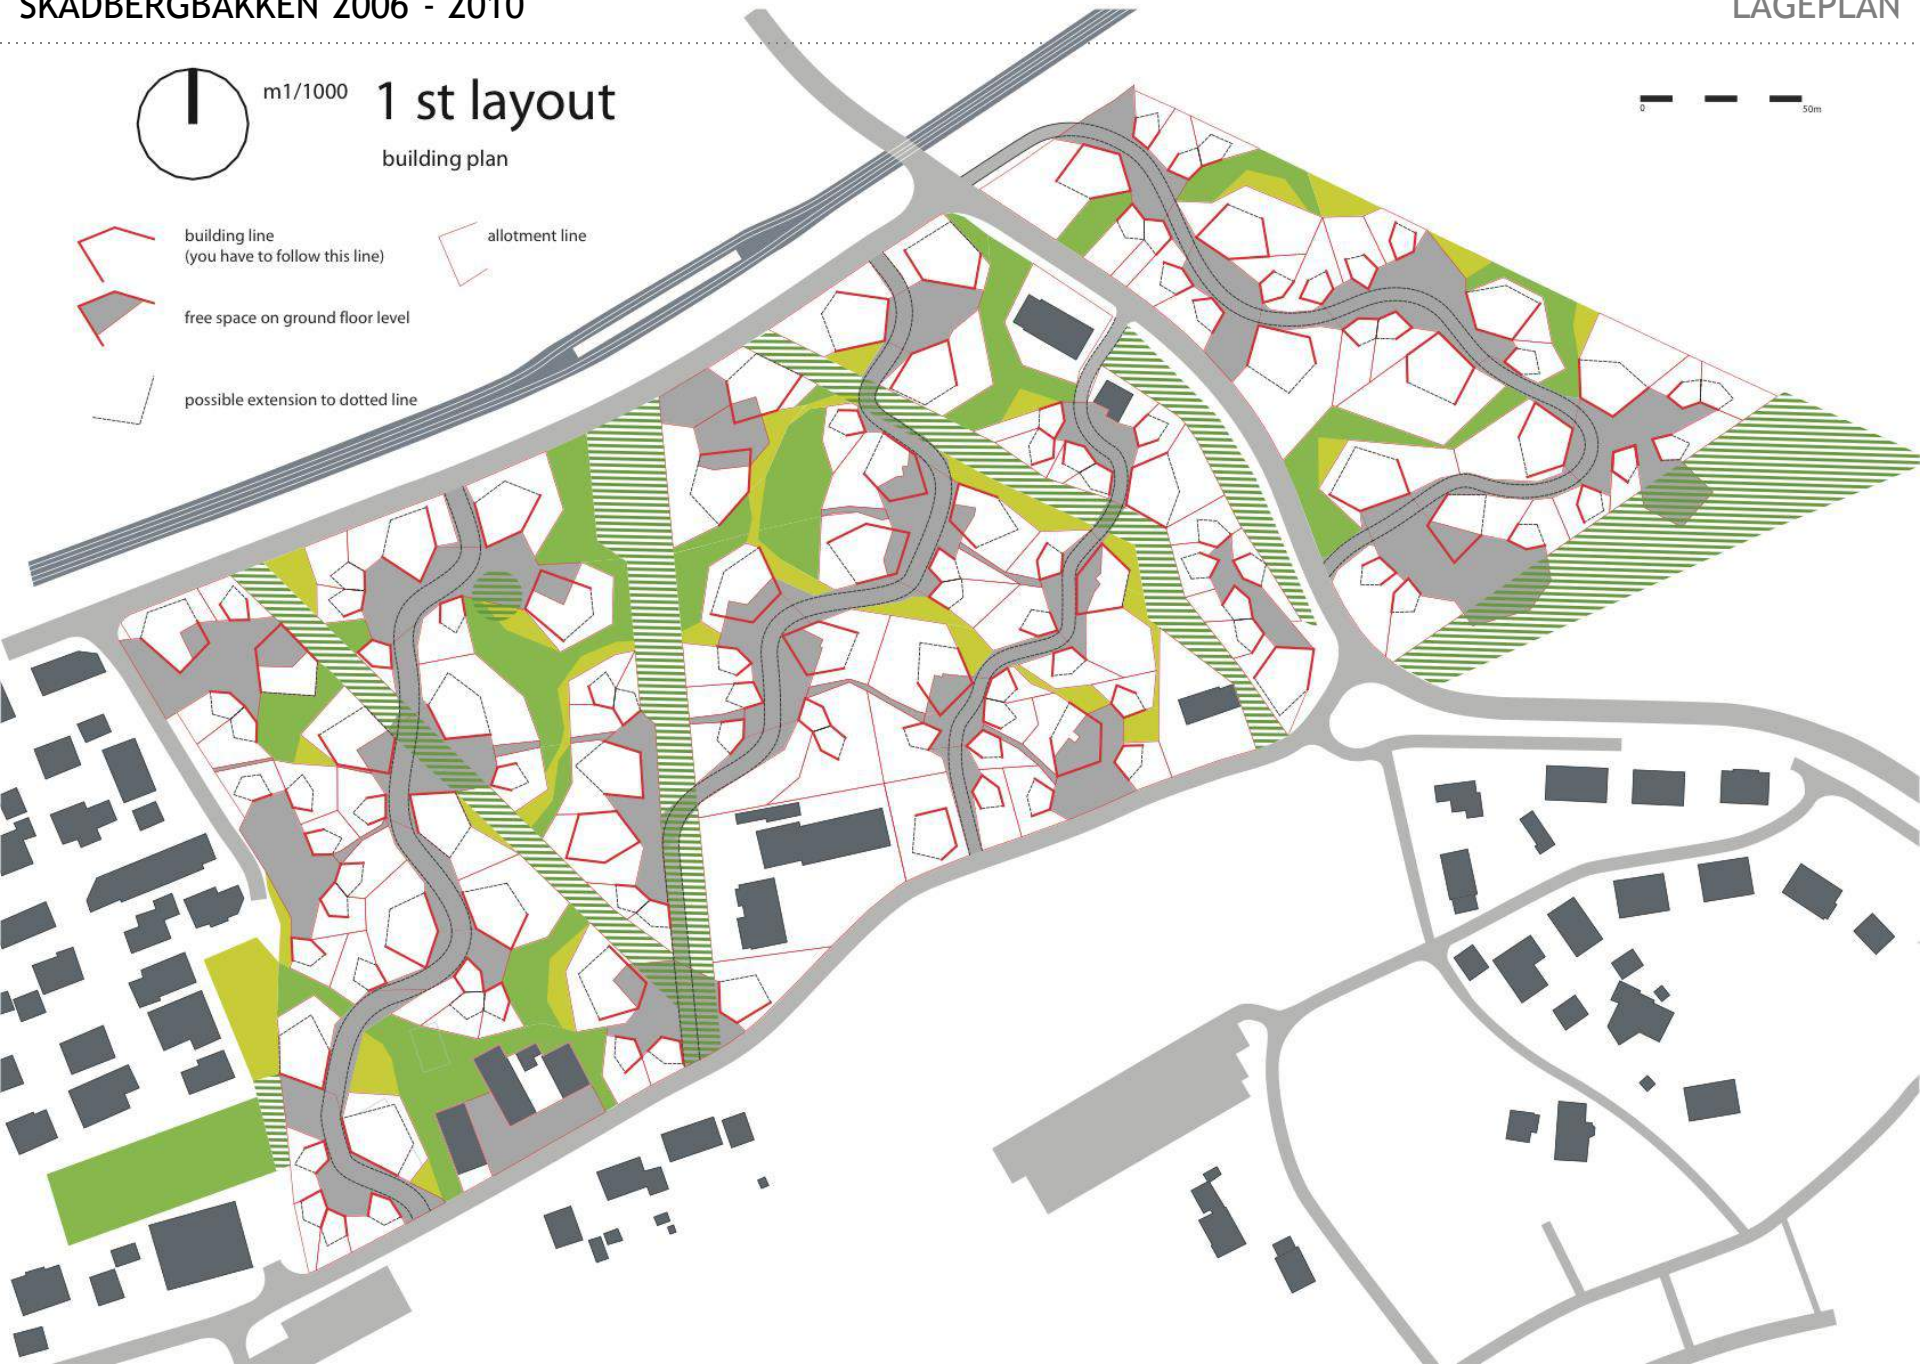 SKADBERGBAKKEN 2006 - 2010
LAGEPLAN
m1/1000
1 st layout
building plan
0
50m
building line
(you have to follow this line)
allotment line
free space on ground floor level
possible extension to dotted line